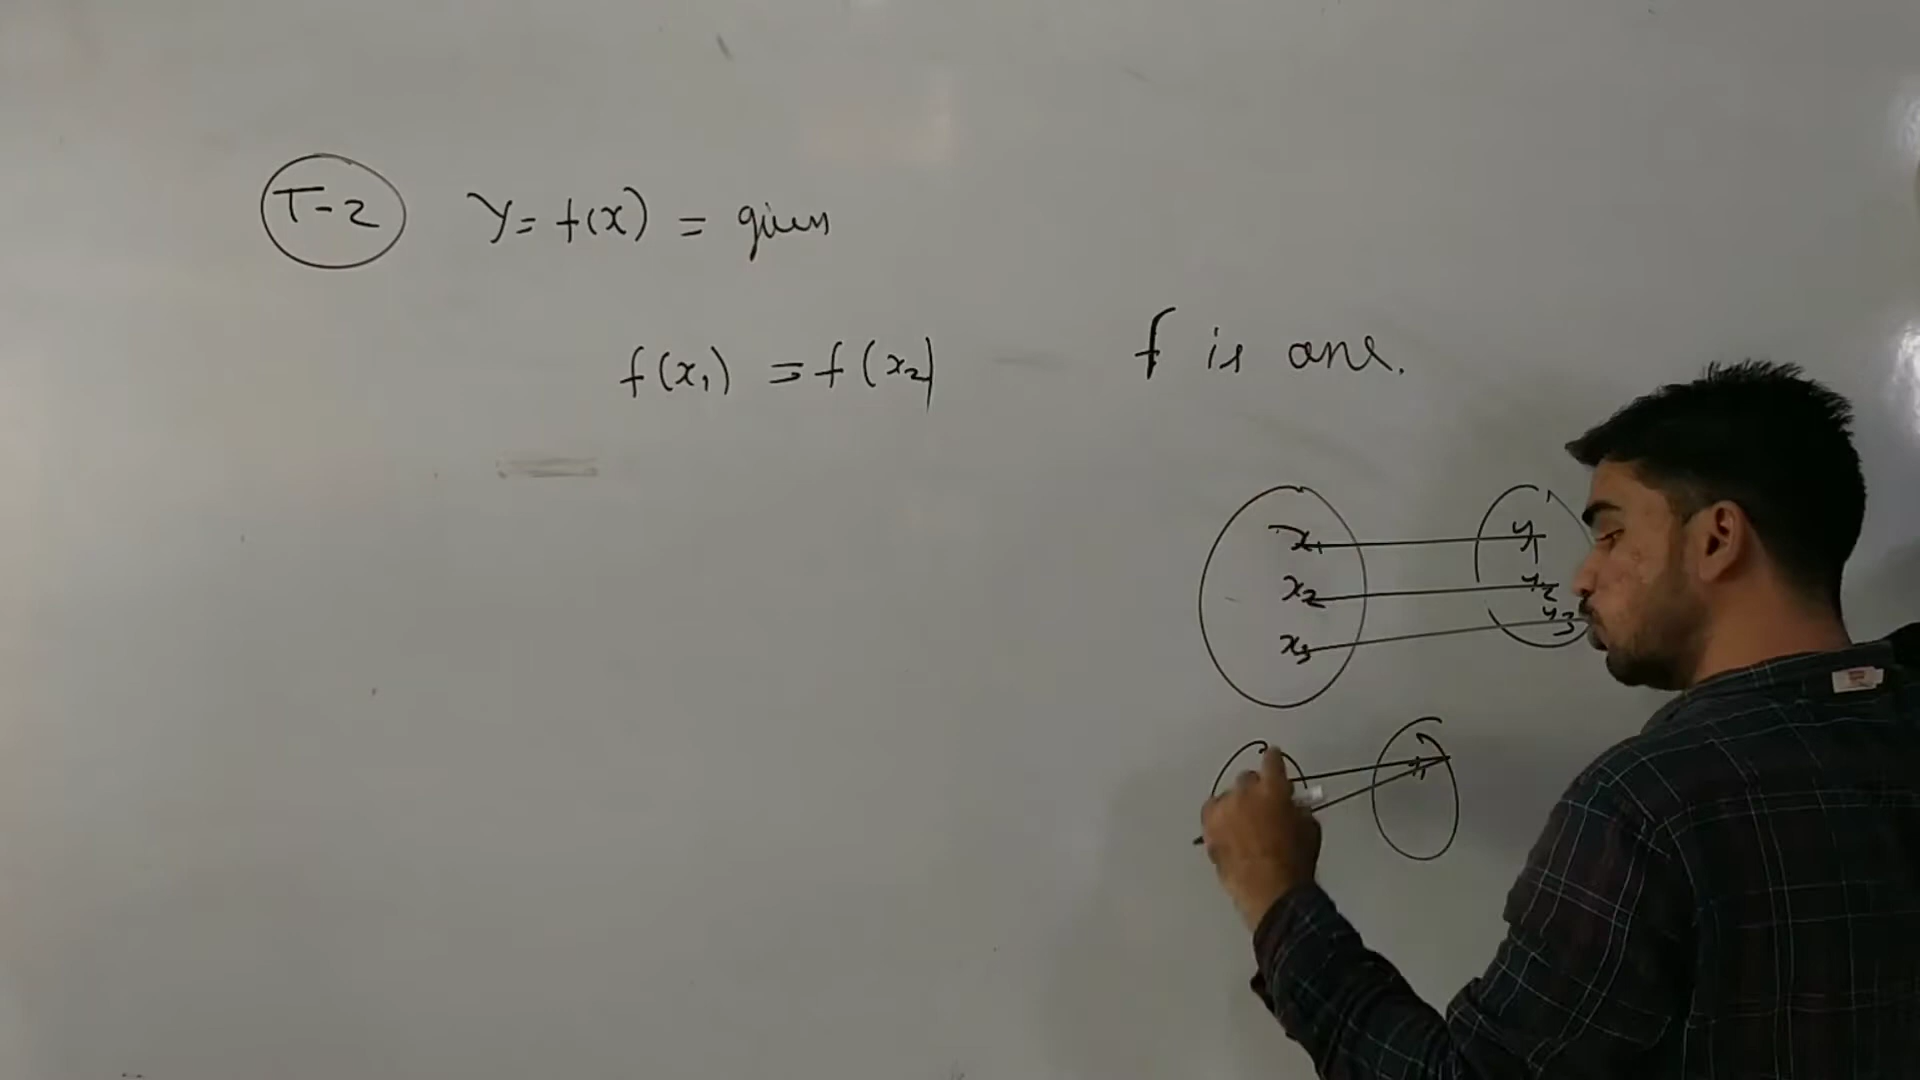 T-2 Y = f(x) = given
f(x₁) = f(x₂) f is one.
x₁ y₁
x₂ y₂
x₃ y₃